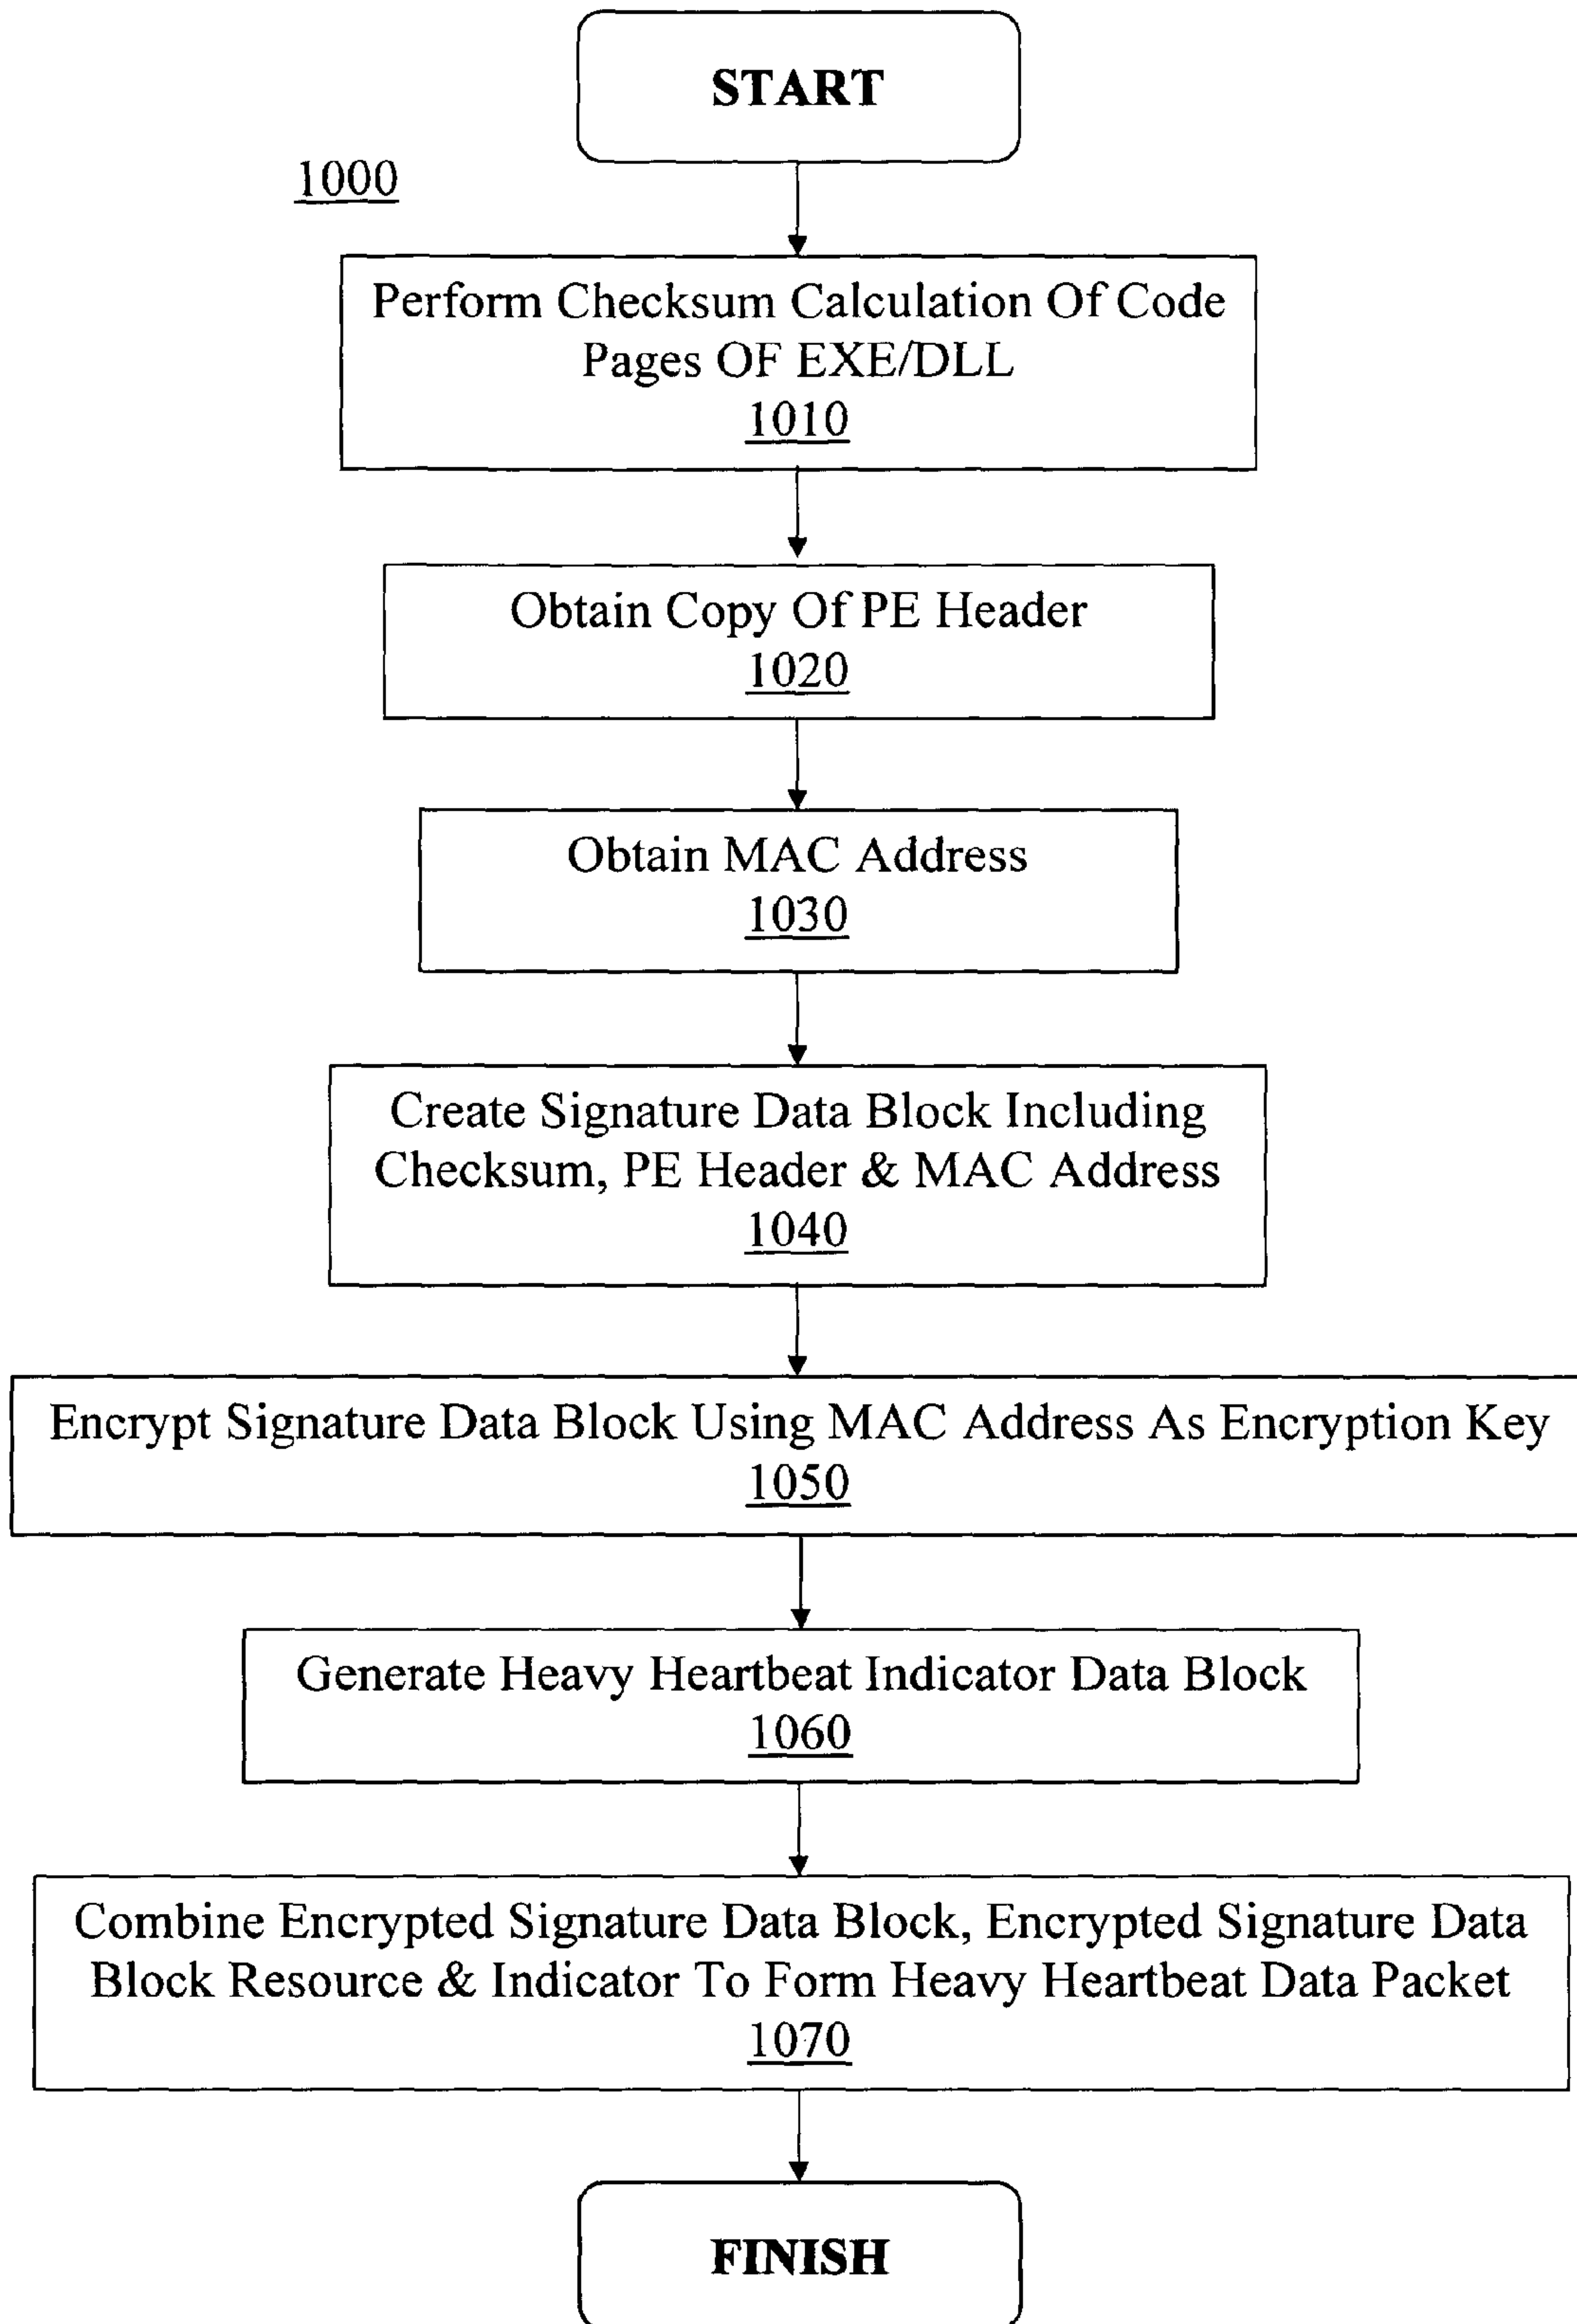 START
1000
Perform Checksum Calculation Of Code
Pages OF EXE/DLL
1010
Obtain Copy Of PE Header
1020
Obtain MAC Address
1030
Create Signature Data Block Including
Checksum, PE Header & MAC Address
1040
Encrypt Signature Data Block Using MAC Address As Encryption Key
1050
Generate Heavy Heartbeat Indicator Data Block
1060
Combine Encrypted Signature Data Block, Encrypted Signature Data
Block Resource & Indicator To Form Heavy Heartbeat Data Packet
1070
FINISH